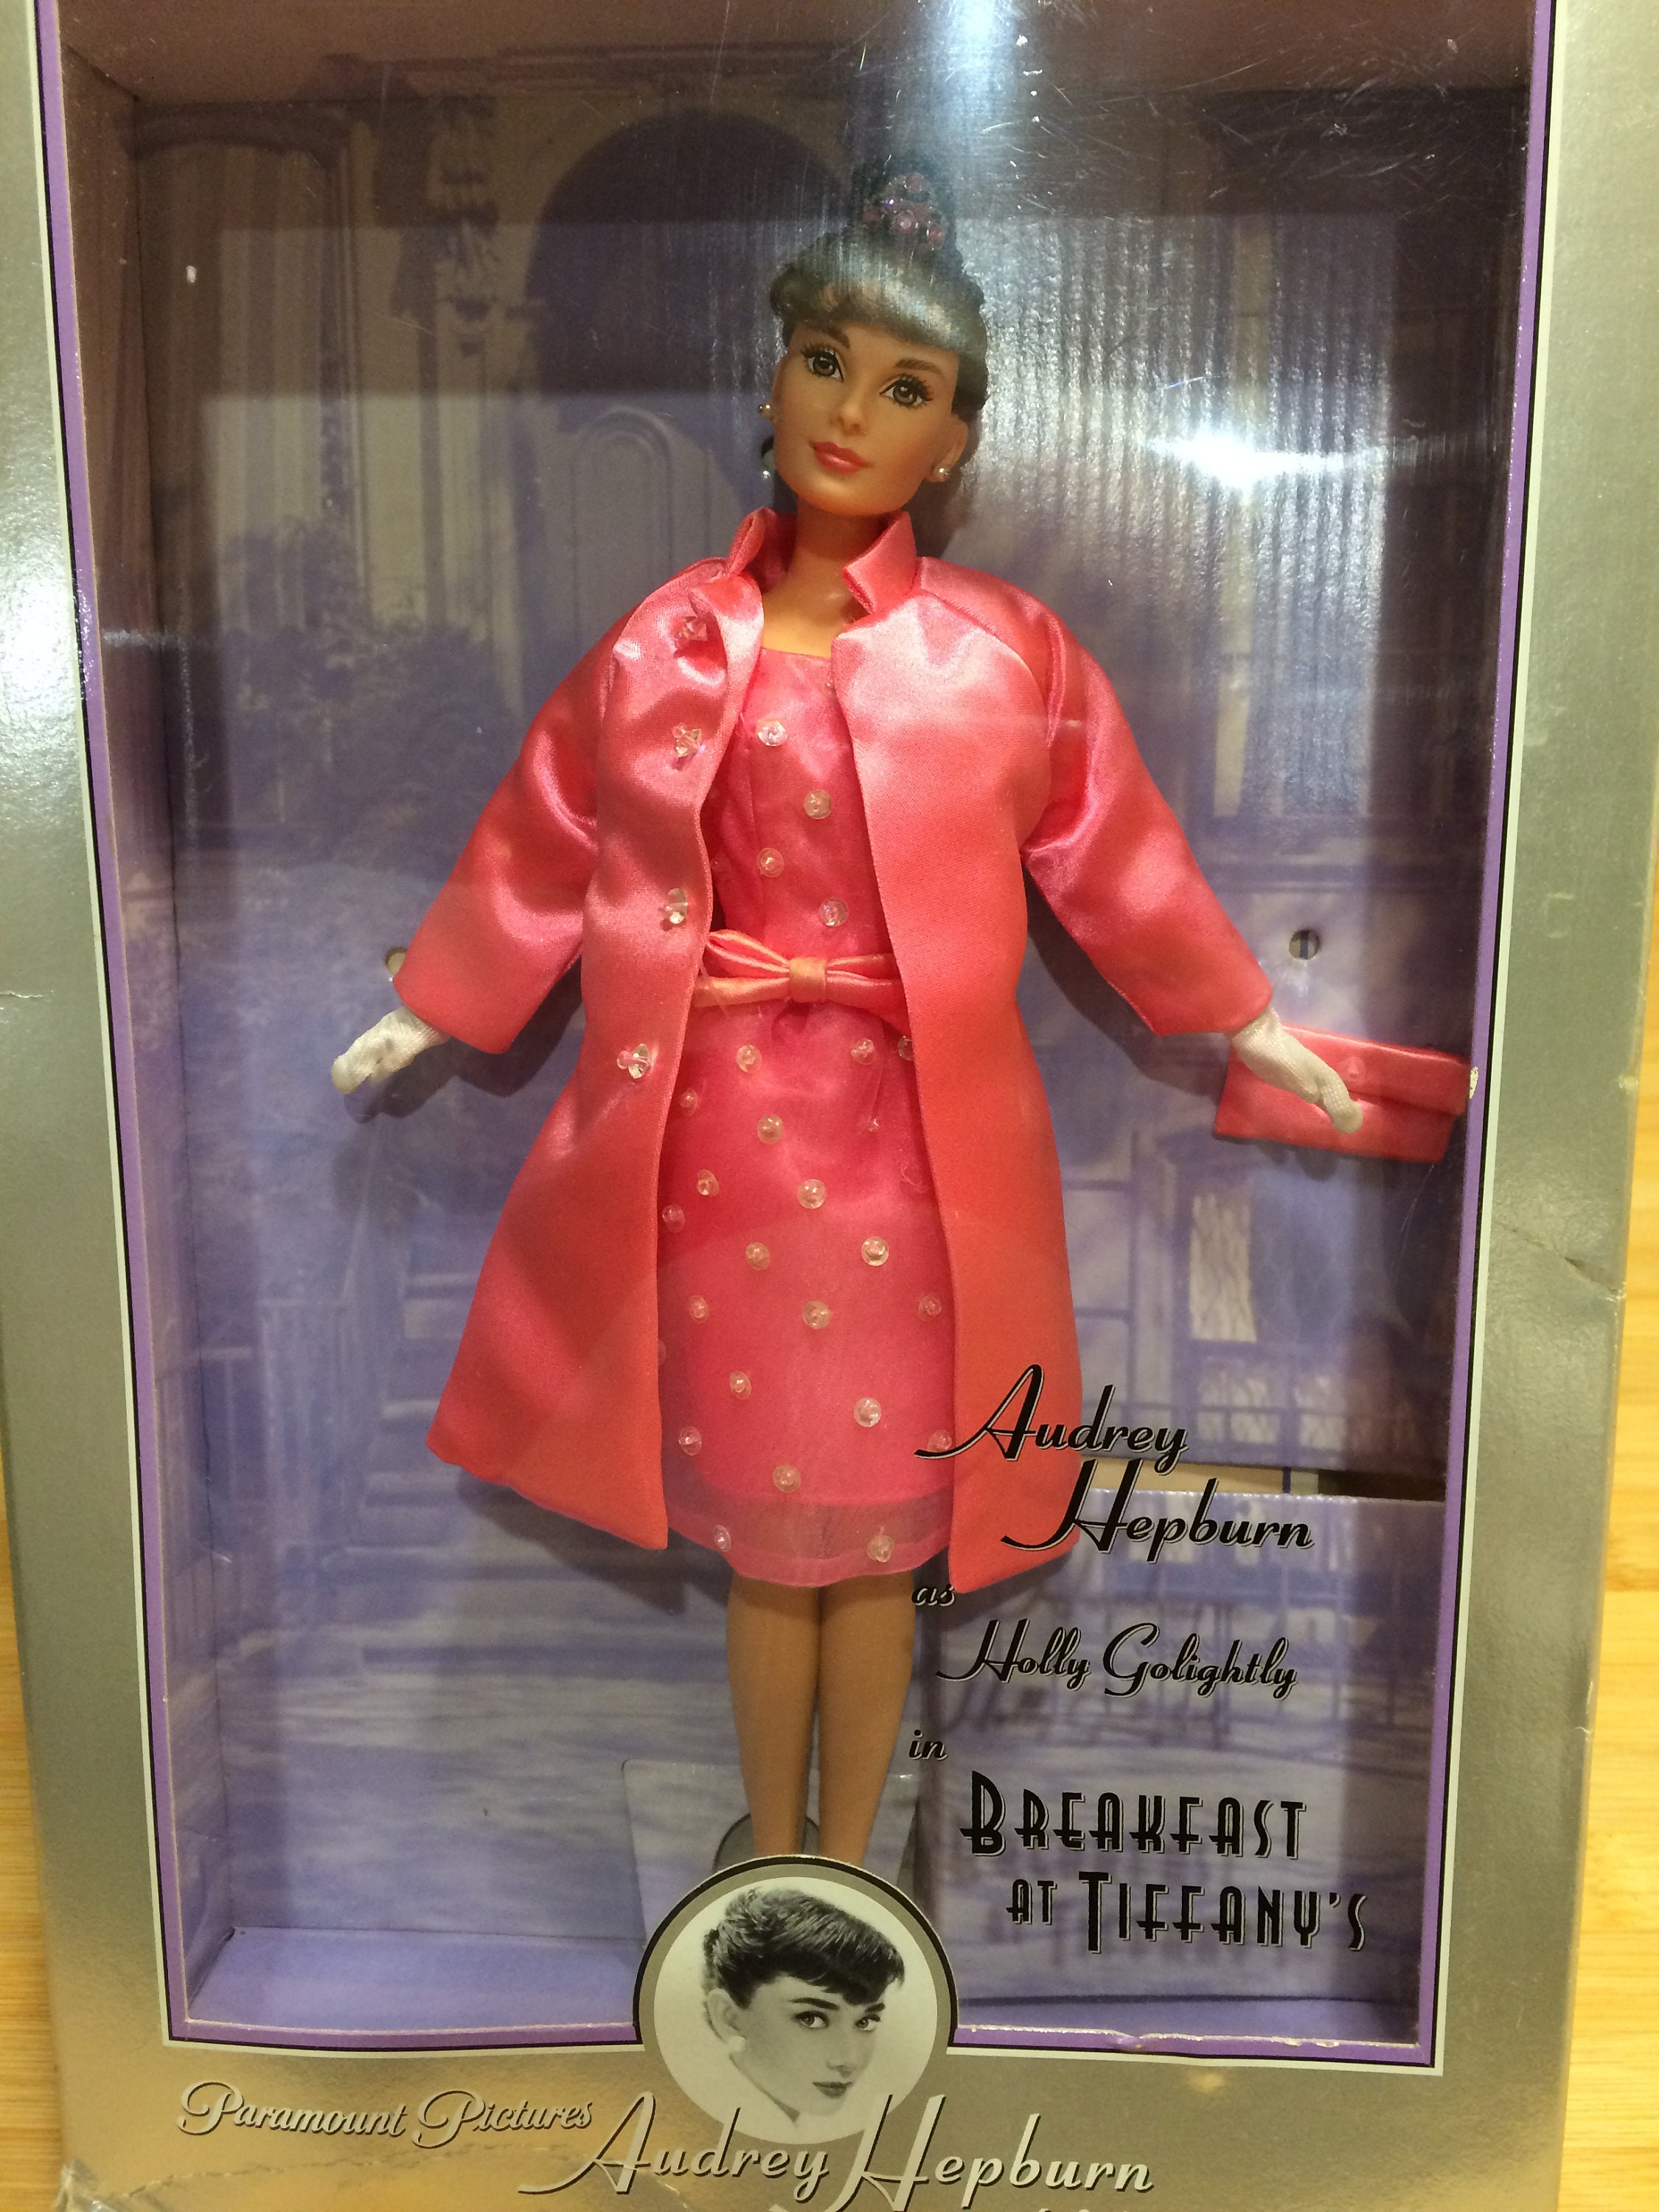 Audrey
Hepburn
as
Holly Golightly
in
BREAKFAST
AT TIFFANY'S
Paramount Pictures
Audrey Hepburn